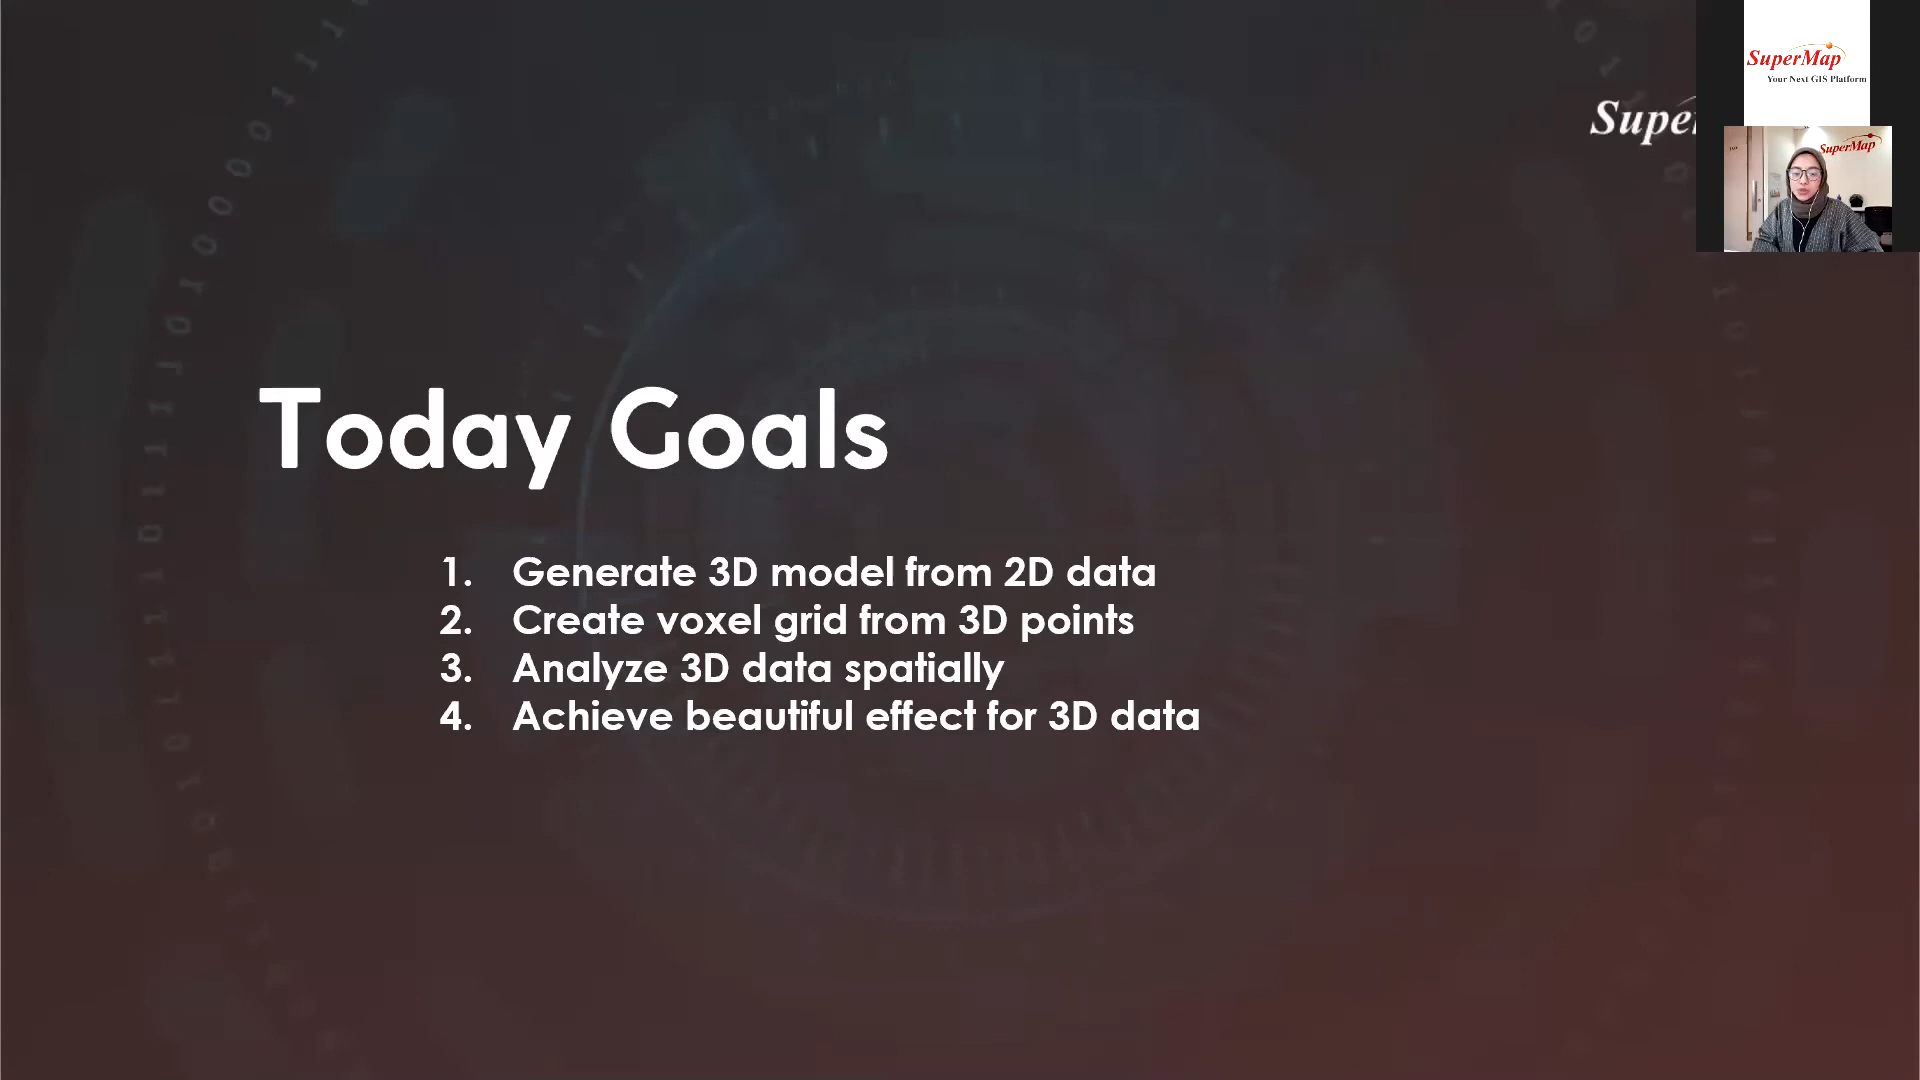 SuperMap
Your Next GIS Platform
Super
SuperMap
Today Goals
1. Generate 3D model from 2D data
2. Create voxel grid from 3D points
3. Analyze 3D data spatially
4. Achieve beautiful effect for 3D data